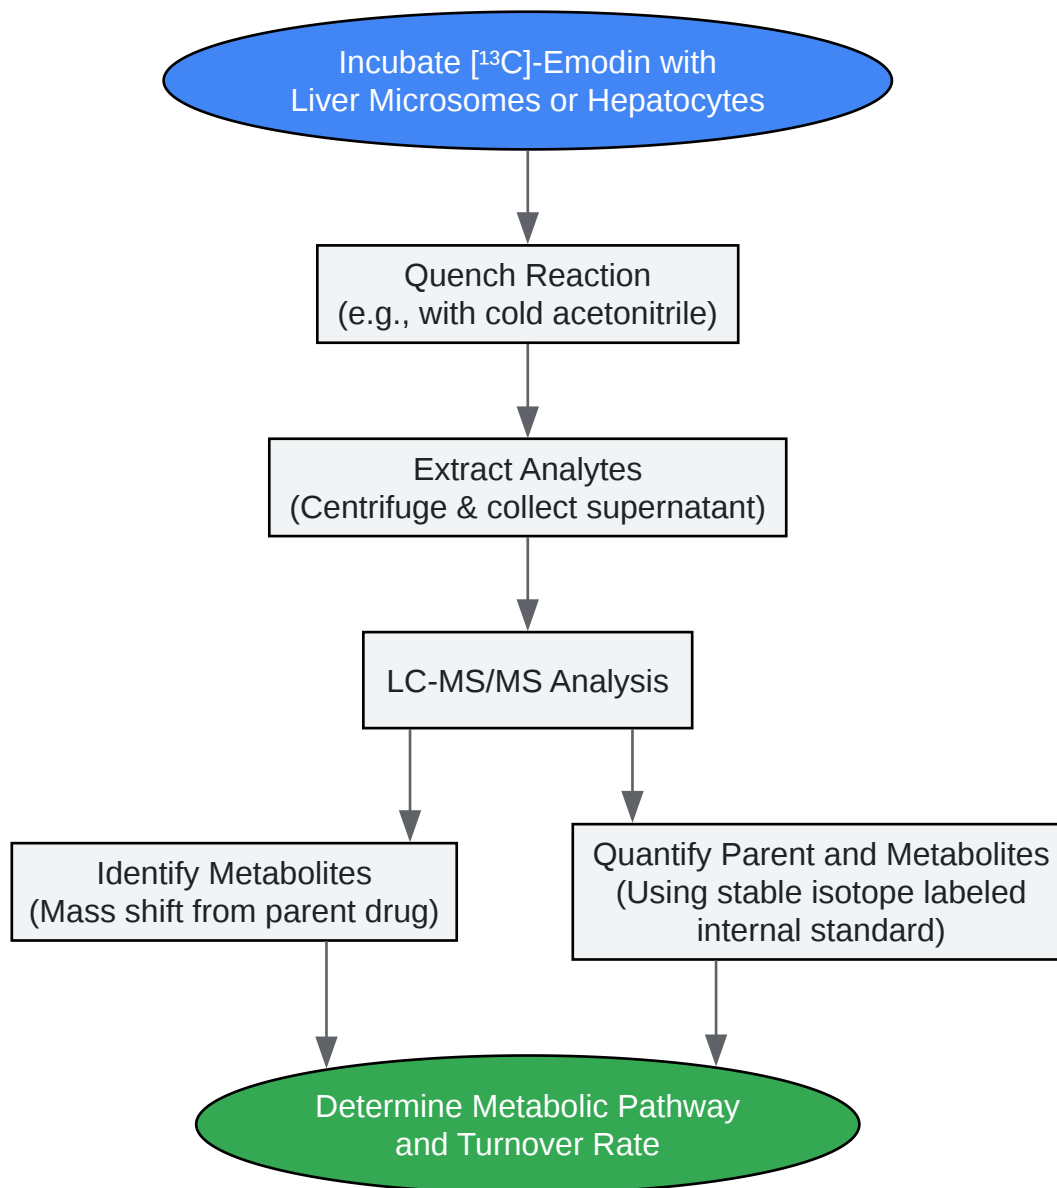 Incubate [¹³C]-Emodin with
Liver Microsomes or Hepatocytes
Quench Reaction
(e.g., with cold acetonitrile)
Extract Analytes
(Centrifuge & collect supernatant)
LC-MS/MS Analysis
Identify Metabolites
(Mass shift from parent drug)
Quantify Parent and Metabolites
(Using stable isotope labeled
internal standard)
Determine Metabolic Pathway
and Turnover Rate